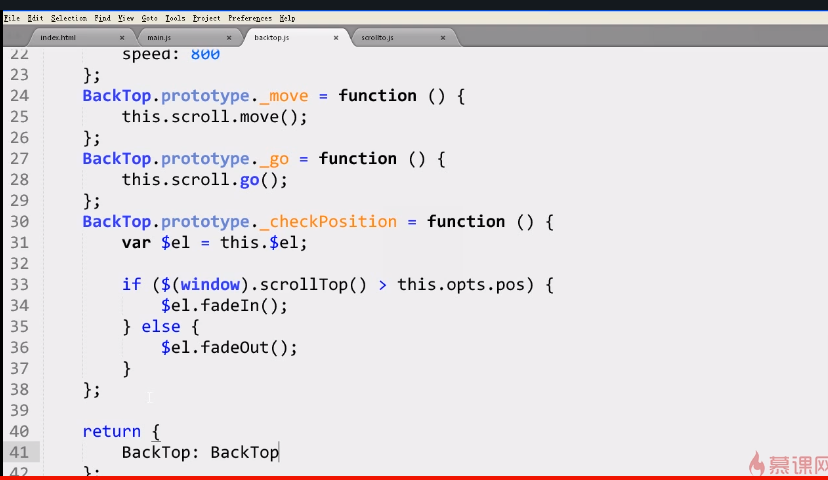 File Edit Selection Find View Goto Tools Project Preferences Help
index.html × main.js × backtop.js × scrollto.js ×
22 speed: 800
23 };
24 BackTop.prototype._move = function () {
25 this.scroll.move();
26 };
27 BackTop.prototype._go = function () {
28 this.scroll.go();
29 };
30 BackTop.prototype._checkPosition = function () {
31 var $el = this.$el;
32
33 if ($(window).scrollTop() > this.opts.pos) {
34 $el.fadeIn();
35 } else {
36 $el.fadeOut();
37 }
38 };
39
40 return {
41 BackTop: BackTop
42 };
慕课网